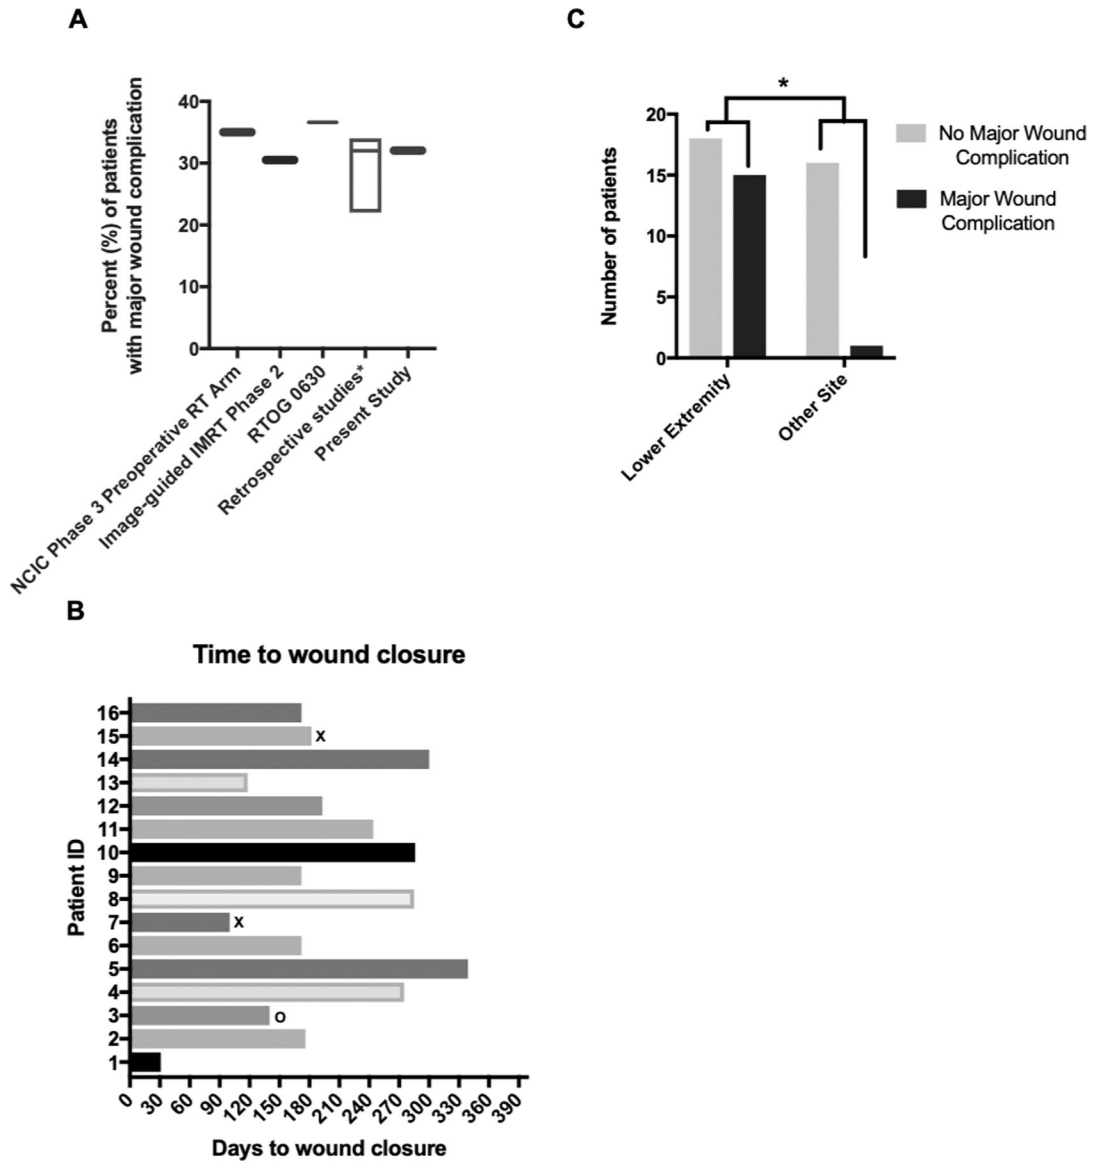 A
Percent (%) of patients
with major wound complication
40
30
20
10
0
NCIC Phase 3 Preoperative RT Arm
Image-guided IMRT Phase 2
RTOG 0630
Retrospective studies*
Present Study
C
*
Number of patients
20
15
10
5
0
Lower Extremity
Other Site
No Major Wound
Complication
Major Wound
Complication
B
Time to wound closure
Patient ID
16
15 X
14
13
12
11
10
9
8
7 X
6
5
4
3 O
2
1
0 30 60 90 120 150 180 210 240 270 300 330 360 390
Days to wound closure